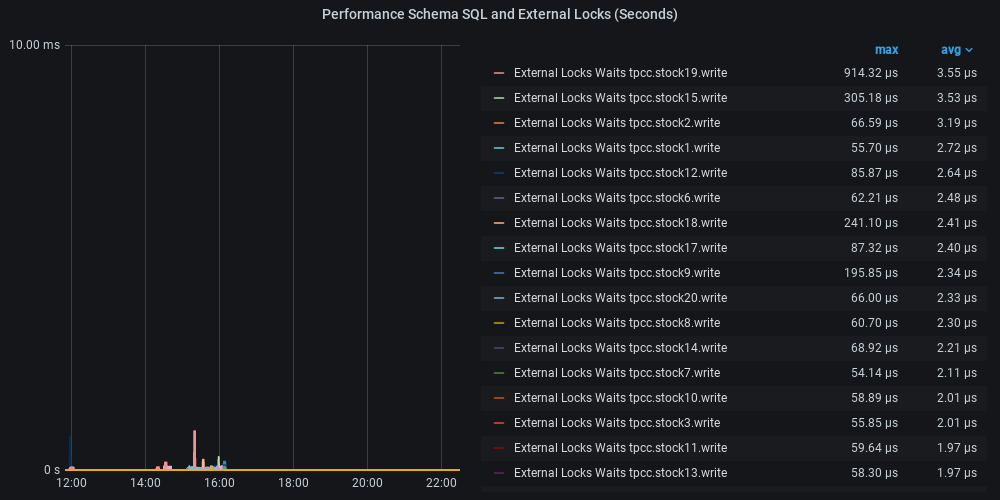 Performance Schema SQL and External Locks (Seconds)
10.00 ms
0 s
12:00 14:00 16:00 18:00 20:00 22:00
max avg
External Locks Waits tpcc.stock19.write 914.32 µs 3.55 µs
External Locks Waits tpcc.stock15.write 305.18 µs 3.53 µs
External Locks Waits tpcc.stock2.write 66.59 µs 3.19 µs
External Locks Waits tpcc.stock1.write 55.70 µs 2.72 µs
External Locks Waits tpcc.stock12.write 85.87 µs 2.64 µs
External Locks Waits tpcc.stock6.write 62.21 µs 2.48 µs
External Locks Waits tpcc.stock18.write 241.10 µs 2.41 µs
External Locks Waits tpcc.stock17.write 87.32 µs 2.40 µs
External Locks Waits tpcc.stock9.write 195.85 µs 2.34 µs
External Locks Waits tpcc.stock20.write 66.00 µs 2.33 µs
External Locks Waits tpcc.stock8.write 60.70 µs 2.30 µs
External Locks Waits tpcc.stock14.write 68.92 µs 2.21 µs
External Locks Waits tpcc.stock7.write 54.14 µs 2.11 µs
External Locks Waits tpcc.stock10.write 58.89 µs 2.01 µs
External Locks Waits tpcc.stock3.write 55.85 µs 2.01 µs
External Locks Waits tpcc.stock11.write 59.64 µs 1.97 µs
External Locks Waits tpcc.stock13.write 58.30 µs 1.97 µs